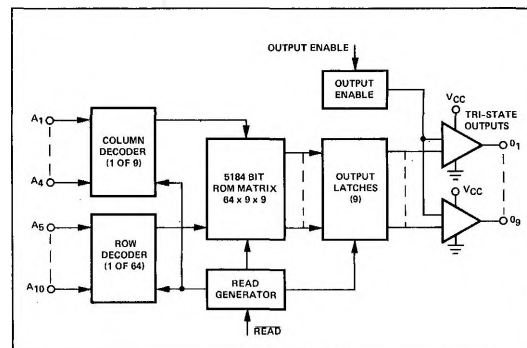 OUTPUT ENABLE
OUTPUT
ENABLE
VCC
TRI-STATE
OUTPUTS
A1
COLUMN
DECODER
(1 OF 9)
A4
5184 BIT
ROM MATRIX
64 x 9 x 9
OUTPUT
LATCHES
(9)
O1
VCC
A5
ROW
DECODER
(1 OF 64)
A10
O9
READ
GENERATOR
READ